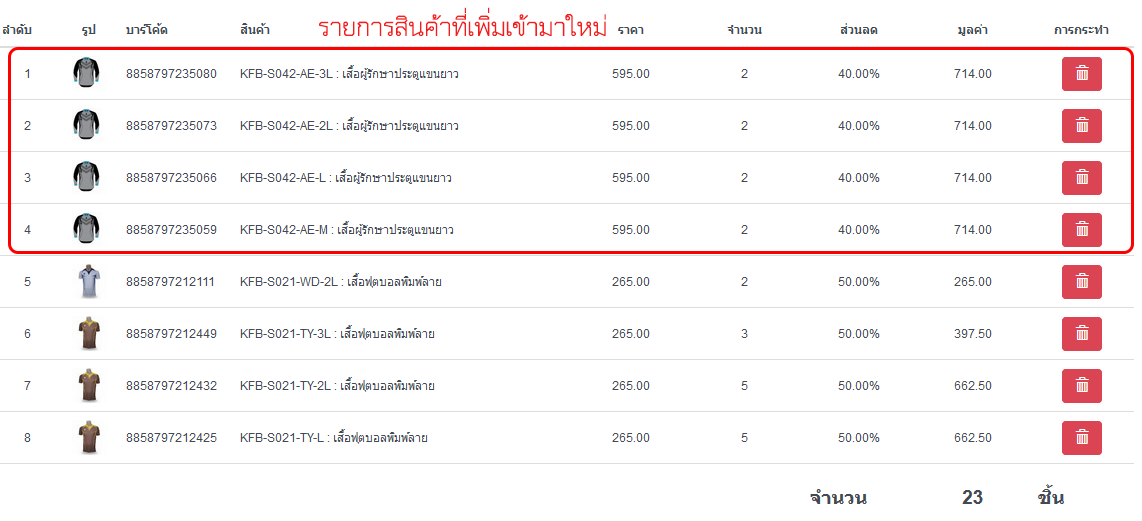 ลำดับ รูป บาร์โค้ด สินค้า รายการสินค้าที่เพิ่มเข้ามาใหม่ ราคา จำนวน ส่วนลด มูลค่า การกระทำ
1 8858797235080 KFB-S042-AE-3L : เสื้อผู้รักษาประตูแขนยาว 595.00 2 40.00% 714.00
2 8858797235073 KFB-S042-AE-2L : เสื้อผู้รักษาประตูแขนยาว 595.00 2 40.00% 714.00
3 8858797235066 KFB-S042-AE-L : เสื้อผู้รักษาประตูแขนยาว 595.00 2 40.00% 714.00
4 8858797235059 KFB-S042-AE-M : เสื้อผู้รักษาประตูแขนยาว 595.00 2 40.00% 714.00
5 8858797212111 KFB-S021-WD-2L : เสื้อฟุตบอลพิมพ์ลาย 265.00 2 50.00% 265.00
6 8858797212449 KFB-S021-TY-3L : เสื้อฟุตบอลพิมพ์ลาย 265.00 3 50.00% 397.50
7 8858797212432 KFB-S021-TY-2L : เสื้อฟุตบอลพิมพ์ลาย 265.00 5 50.00% 662.50
8 8858797212425 KFB-S021-TY-L : เสื้อฟุตบอลพิมพ์ลาย 265.00 5 50.00% 662.50
จำนวน 23 ชิ้น